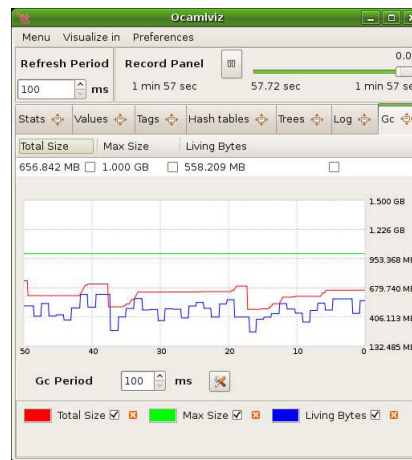 Ocamlviz
Menu Visualize in Preferences
Refresh Period Record Panel 0.0
100 ms 1 min 57 sec 57.72 sec 1 min 57 se
Stats Values Tags Hash tables Trees Log Gc
Total Size Max Size Living Bytes
656.842 MB 1.000 GB 558.209 MB
1.500 GB
1.226 GB
953.368 MB
679.740 MB
406.113 MB
132.485 MB
50 40 30 20 10 0
Gc Period 100 ms
Total Size Max Size Living Bytes